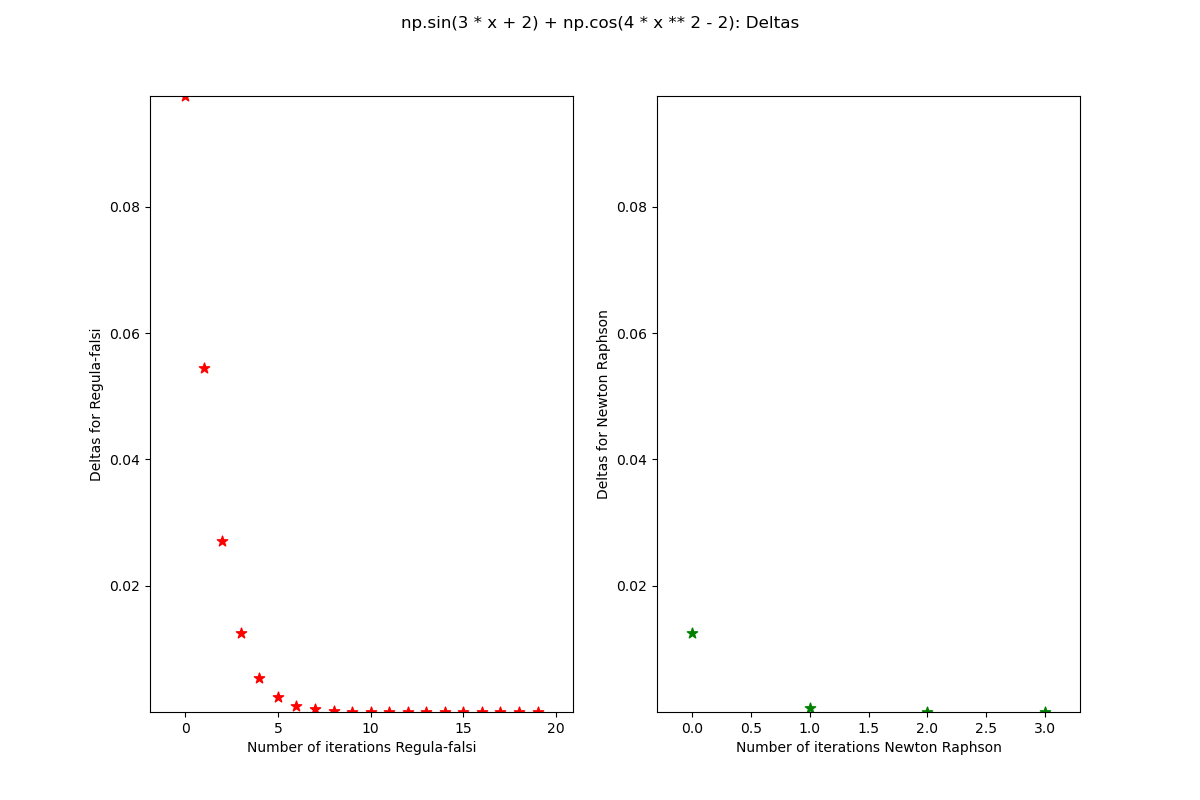 np.sin(3 * x + 2) + np.cos(4 * x ** 2 - 2): Deltas
Deltas for Regula-falsi
0.08
0.06
0.04
0.02
0 5 10 15 20
Number of iterations Regula-falsi
Deltas for Newton Raphson
0.08
0.06
0.04
0.02
0.0 0.5 1.0 1.5 2.0 2.5 3.0
Number of iterations Newton Raphson